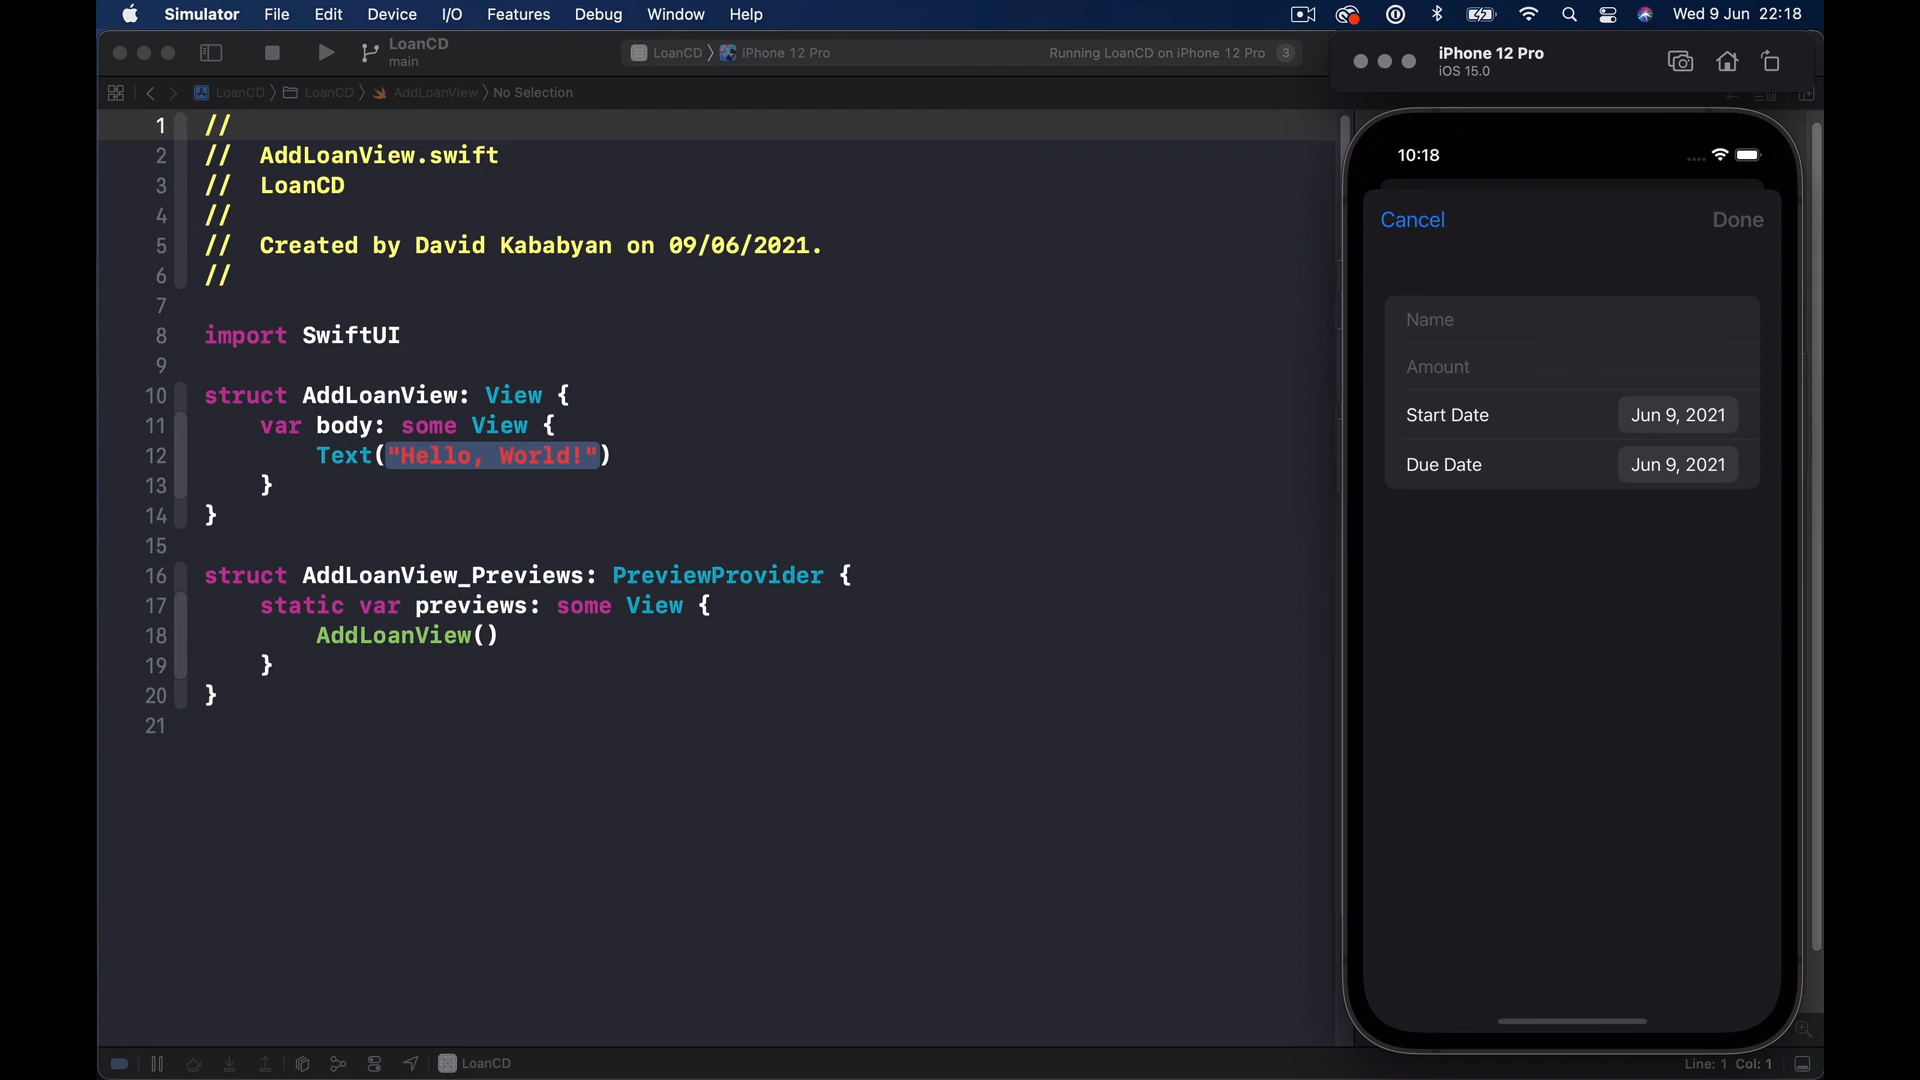 Simulator File Edit Device I/O Features Debug Window Help Wed 9 Jun 22:18
LoanCD
main
LoanCD iPhone 12 Pro Running LoanCD on iPhone 12 Pro 3
iPhone 12 Pro
iOS 15.0
LoanCD LoanCD AddLoanView No Selection
1 //
2 // AddLoanView.swift
3 // LoanCD
4 //
5 // Created by David Kababyan on 09/06/2021.
6 //
7
8 import SwiftUI
9
10 struct AddLoanView: View {
11 var body: some View {
12 Text("Hello, World!")
13 }
14 }
15
16 struct AddLoanView_Previews: PreviewProvider {
17 static var previews: some View {
18 AddLoanView()
19 }
20 }
21
10:18
Cancel Done
Name
Amount
Start Date Jun 9, 2021
Due Date Jun 9, 2021
LoanCD
Line: 1 Col: 1